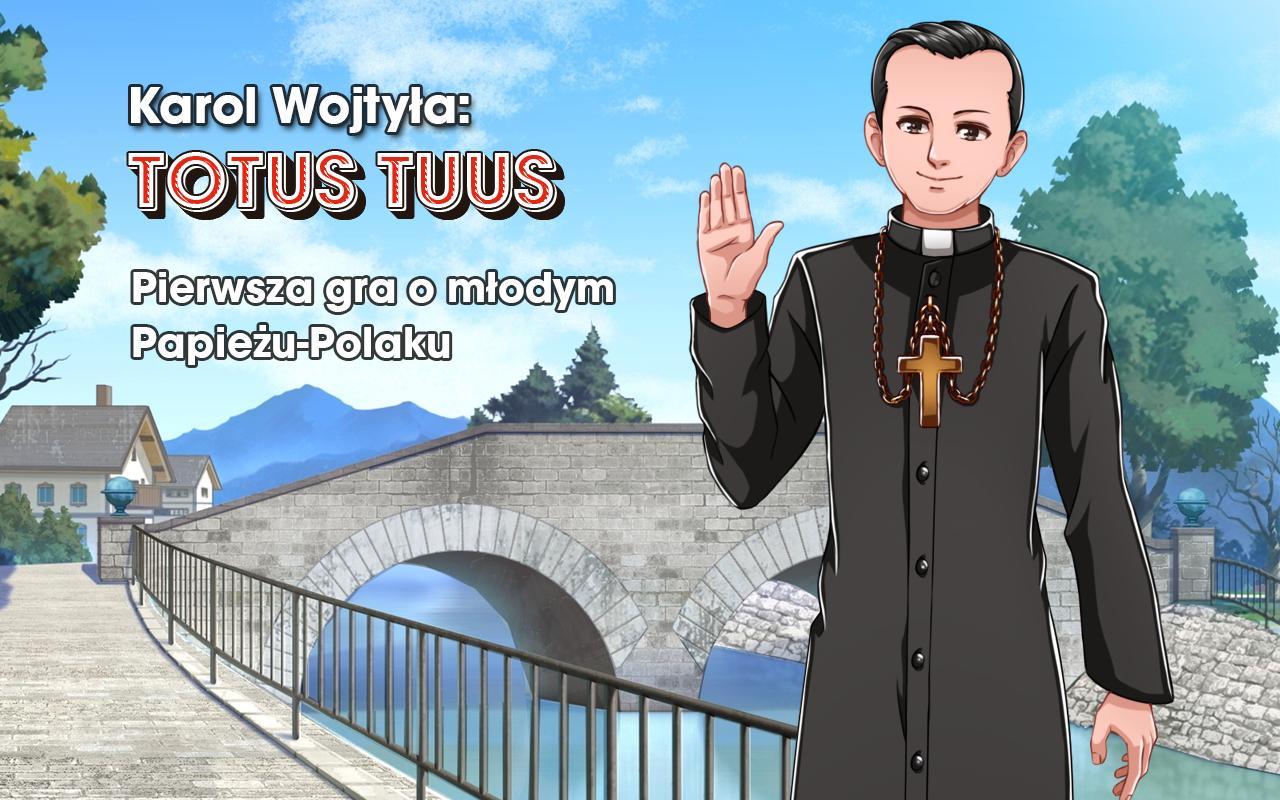 Karol Wojtyła:
TOTUS TUUS
Pierwsza gra o młodym
Papieżu-Polaku